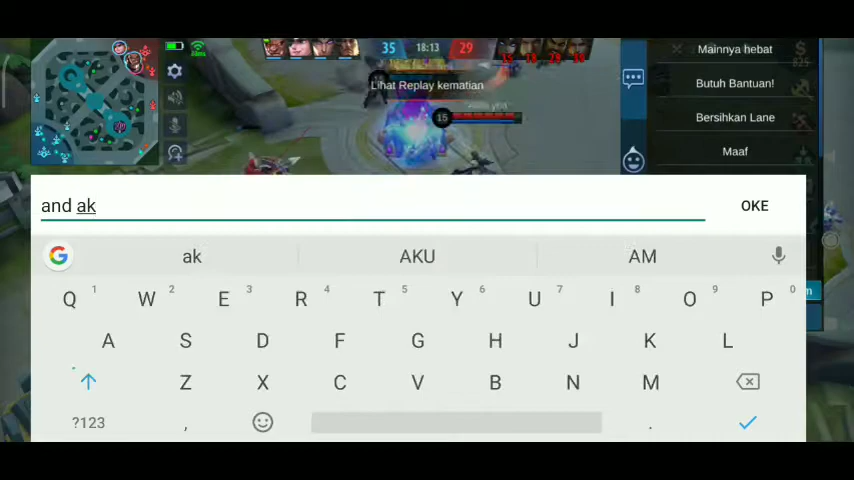 35 18:13 29
Mainnya hebat
Lihat Replay kematian
Butuh Bantuan!
15
Bersihkan Lane
Maaf
and ak
OKE
ak AKU AM
Q 1 W 2 E 3 R 4 T 5 Y 6 U 7 I 8 O 9 P 0
A S D F G H J K L
Z X C V B N M
?123 , .